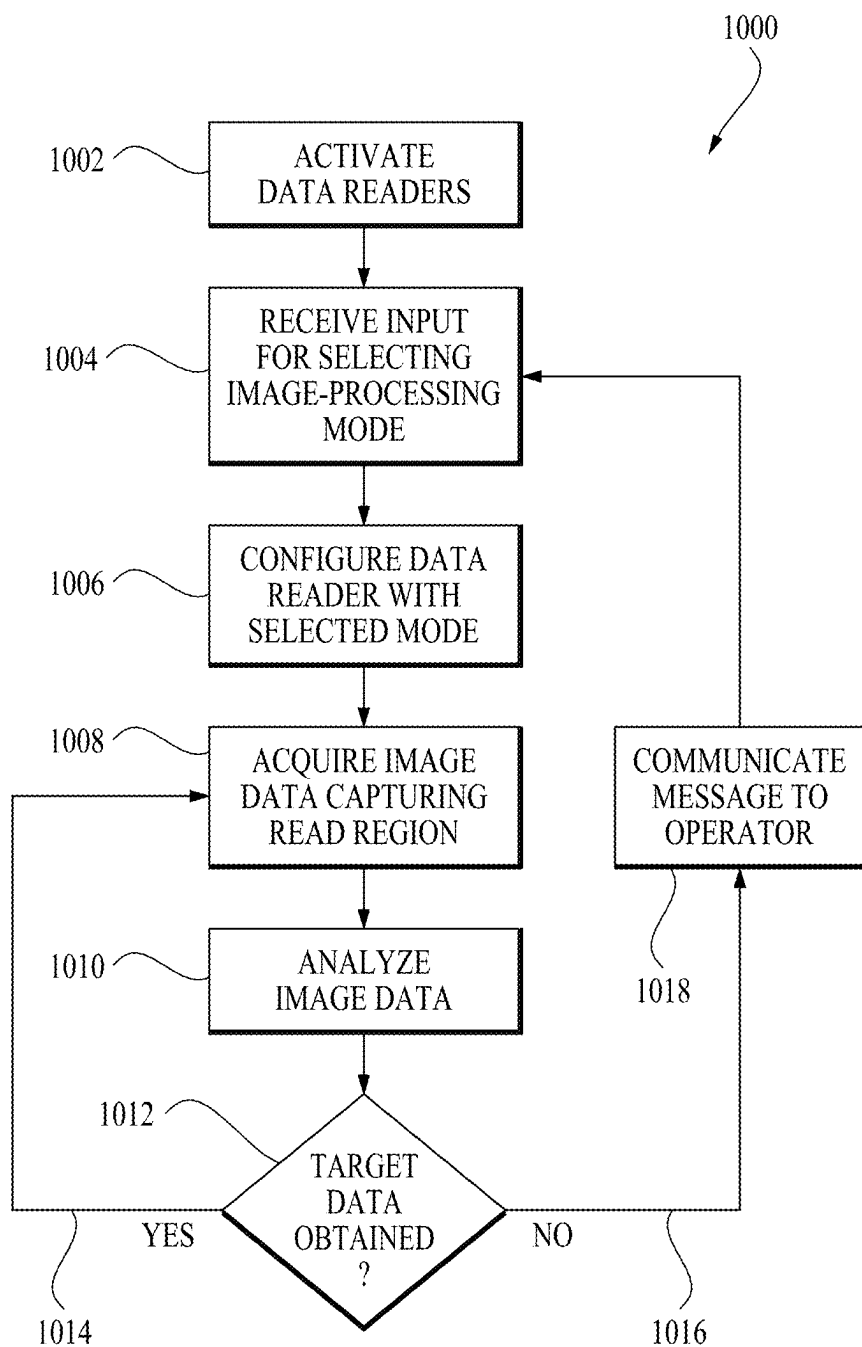 1000
1002
ACTIVATE
DATA READERS
1004
RECEIVE INPUT
FOR SELECTING
IMAGE-PROCESSING
MODE
1006
CONFIGURE DATA
READER WITH
SELECTED MODE
1008
ACQUIRE IMAGE
DATA CAPTURING
READ REGION
COMMUNICATE
MESSAGE TO
OPERATOR
1018
1010
ANALYZE
IMAGE DATA
1012
TARGET
DATA
OBTAINED
?
YES
NO
1014
1016